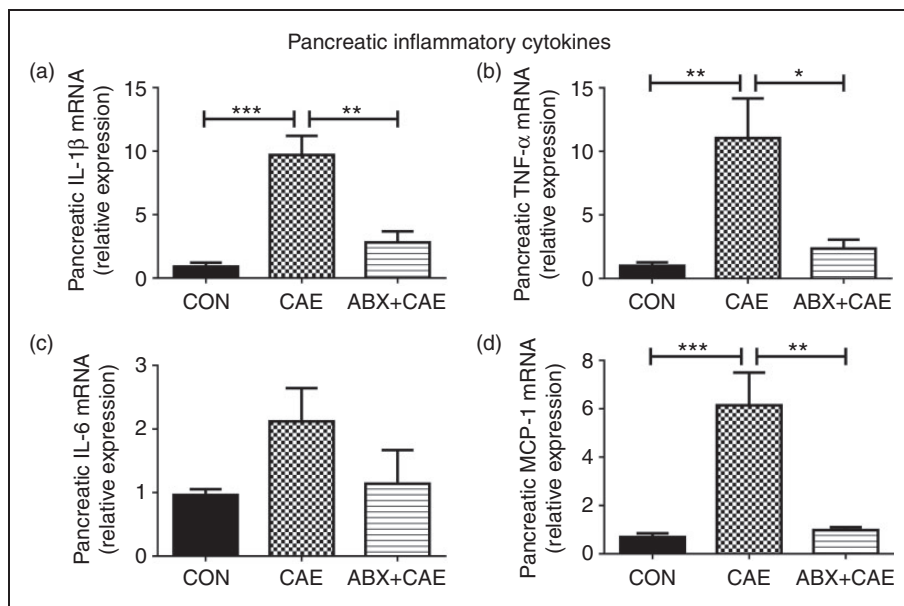 Pancreatic inflammatory cytokines
(a)
Pancreatic IL-1β mRNA
(relative expression)
15
10
5
0
***
**
CON
CAE
ABX+CAE
(b)
Pancreatic TNF-α mRNA
(relative expression)
15
10
5
0
**
*
CON
CAE
ABX+CAE
(c)
Pancreatic IL-6 mRNA
(relative expression)
3
2
1
0
CON
CAE
ABX+CAE
(d)
Pancreatic MCP-1 mRNA
(relative expression)
8
6
4
2
0
***
**
CON
CAE
ABX+CAE